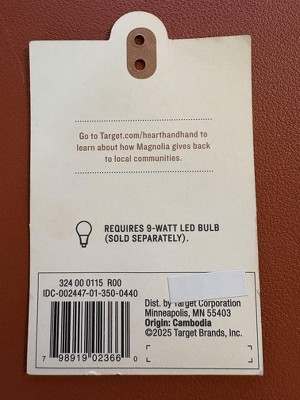 Go to Target.com/hearthandhand to
learn about how Magnolia gives back
to local communities.
REQUIRES 9-WATT LED BULB
(SOLD SEPARATELY).
324 00 0115 R00
IDC-002447-01-350-0440
7 98919 02366 0
Dist. by Target Corporation
Minneapolis, MN 55403
Origin: Cambodia
©2025 Target Brands, Inc.